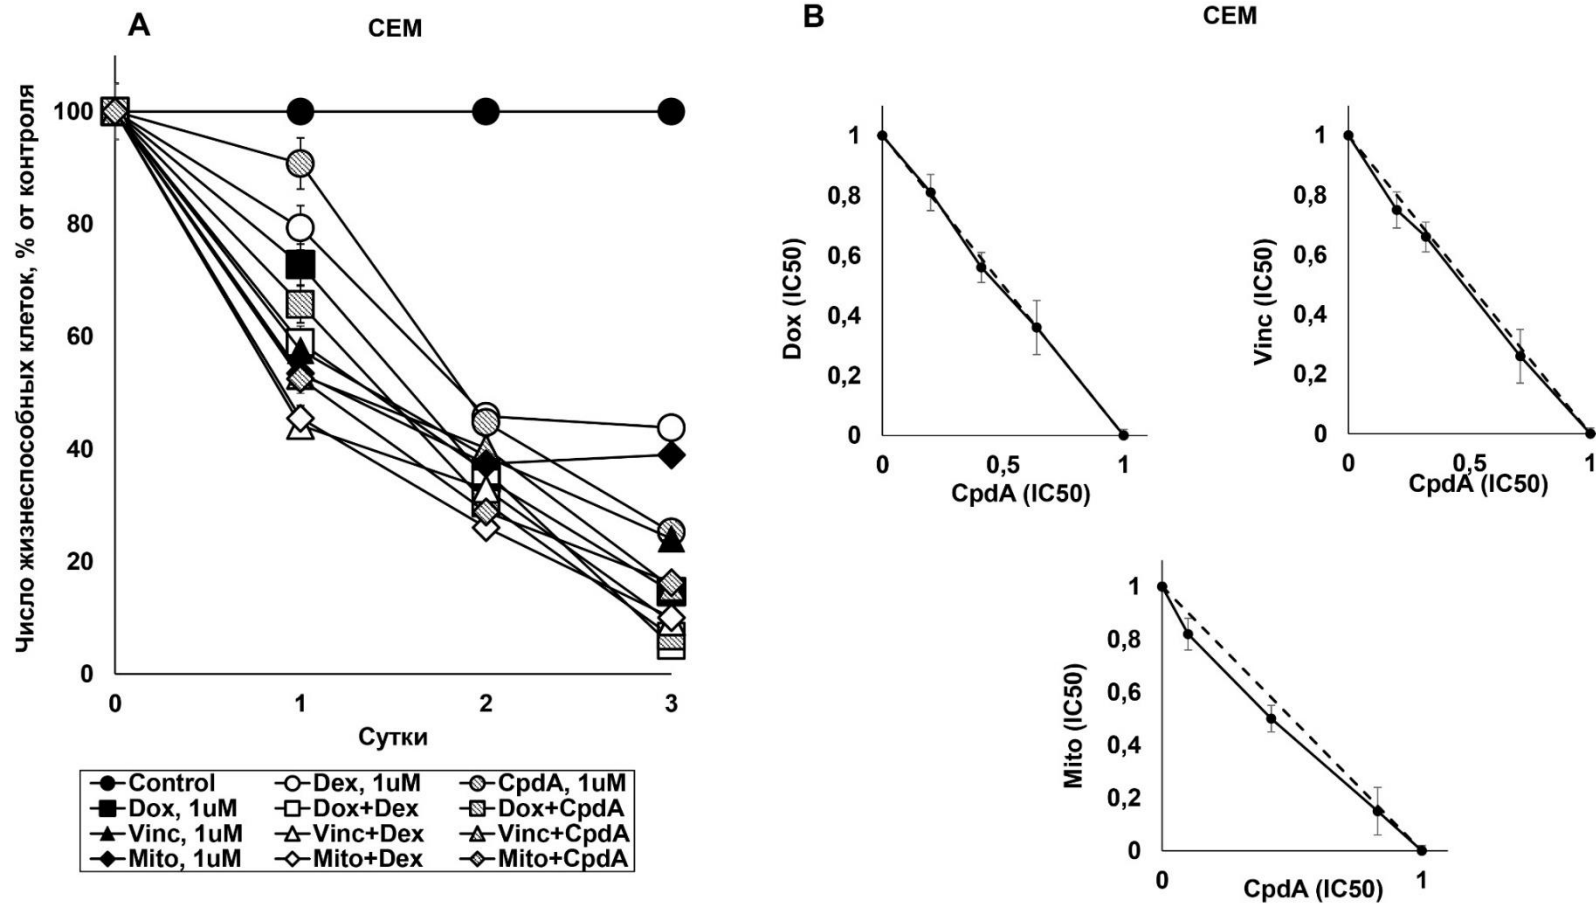 A
CEM
Число жизнеспособных клеток, % от контроля
100
80
60
40
20
0
0 1 2 3
Сутки
Control Dex, 1uM CpdA, 1uM
Dox, 1uM Dox+Dex Dox+CpdA
Vinc, 1uM Vinc+Dex Vinc+CpdA
Mito, 1uM Mito+Dex Mito+CpdA
B
CEM
Dox (IC50)
1
0,8
0,6
0,4
0,2
0
0 0,5 1
CpdA (IC50)
Vinc (IC50)
1
0,8
0,6
0,4
0,2
0
0 0,5 1
CpdA (IC50)
Mito (IC50)
1
0,8
0,6
0,4
0,2
0
0 1
CpdA (IC50)